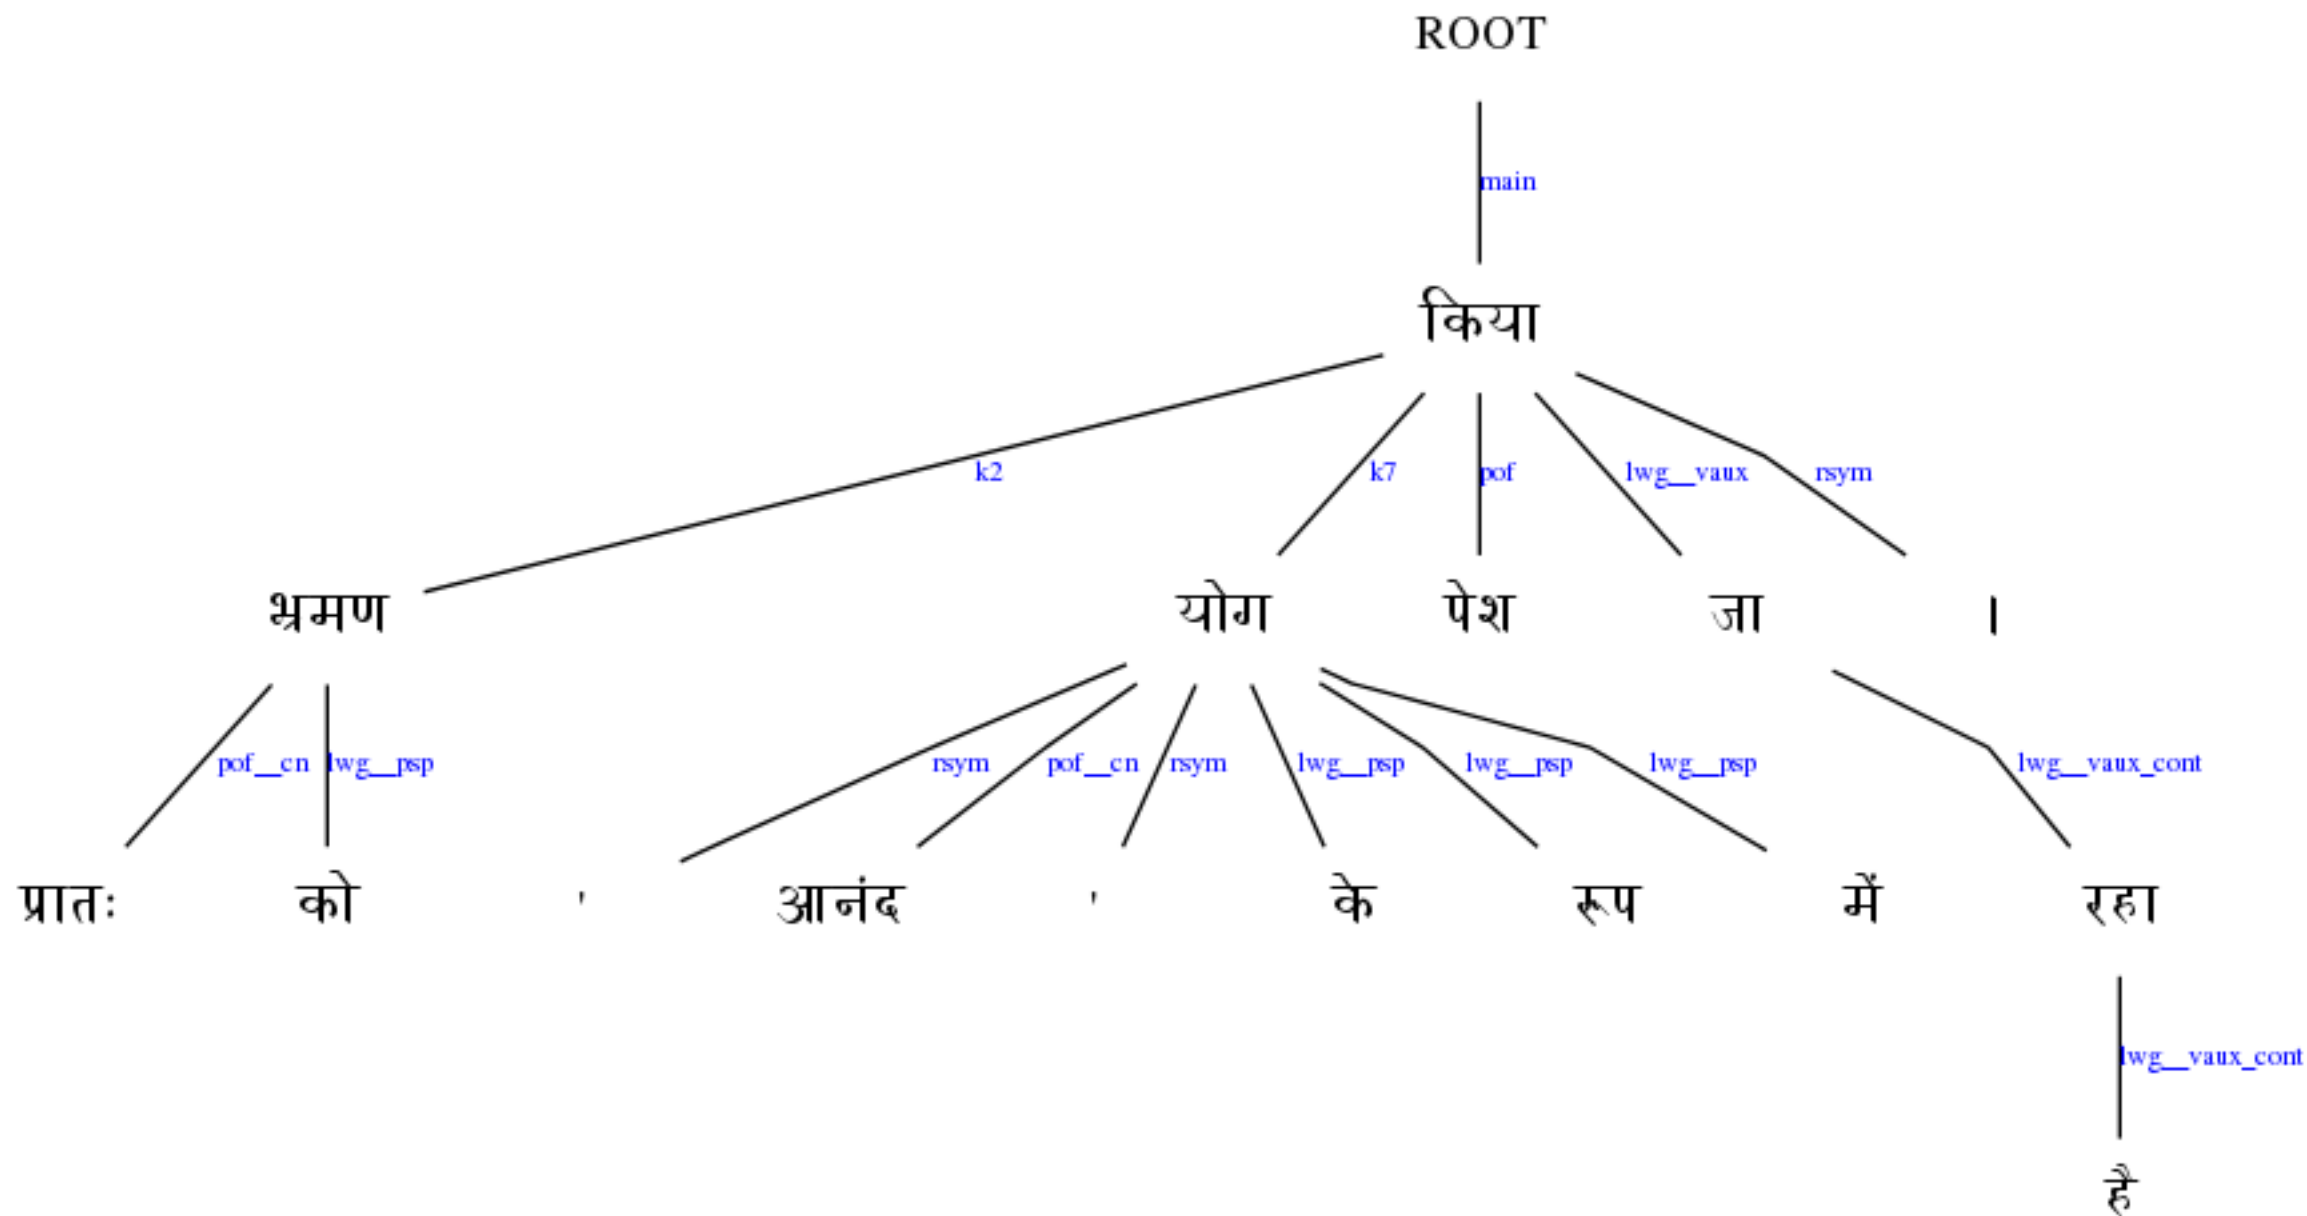 ROOT
main
किया
k2 k7 pof lwg__vaux rsym
भ्रमण योग पेश जा ।
pof__cn lwg__psp rsym pof__cn rsym lwg__psp lwg__psp lwg__psp lwg__vaux_cont
प्रातः को ' आनंद ' के रूप में रहा
lwg__vaux_cont
है